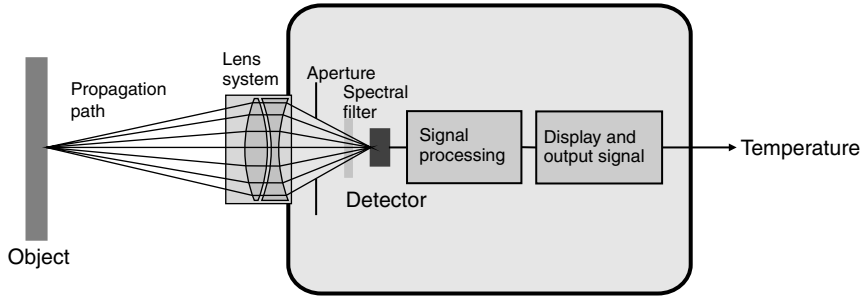 Lens
system
Propagation
path
Aperture
Spectral
filter
Signal
processing
Display and
output signal
Temperature
Detector
Object